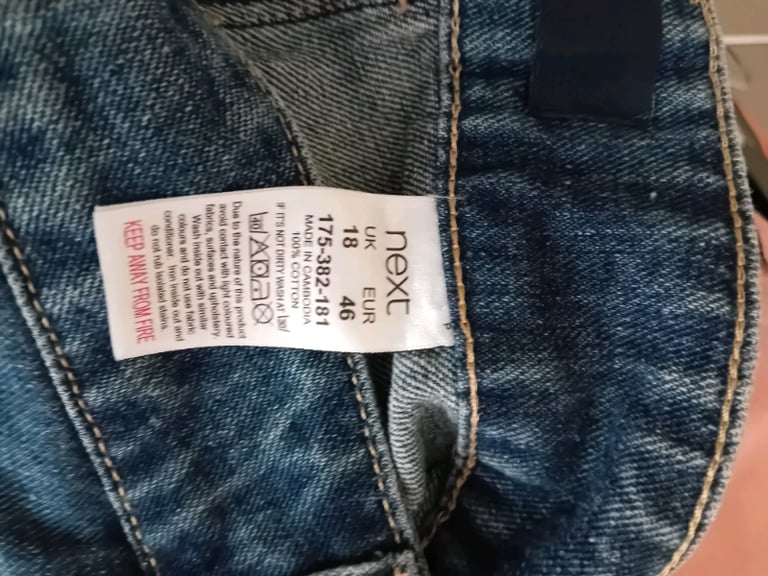 next
UK EUR
18 46
175-382-181
MADE IN CAMBODIA
100% COTTON
IF IT'S NOT DIRTY WASH AT 30
40
Due to the nature of this product
avoid contact with light coloured
fabrics, surfaces and upholstery.
Wash inside out with similar
colours and do not use fabric
conditioner. Iron inside out and
do not rub isolated stains.
KEEP AWAY FROM FIRE